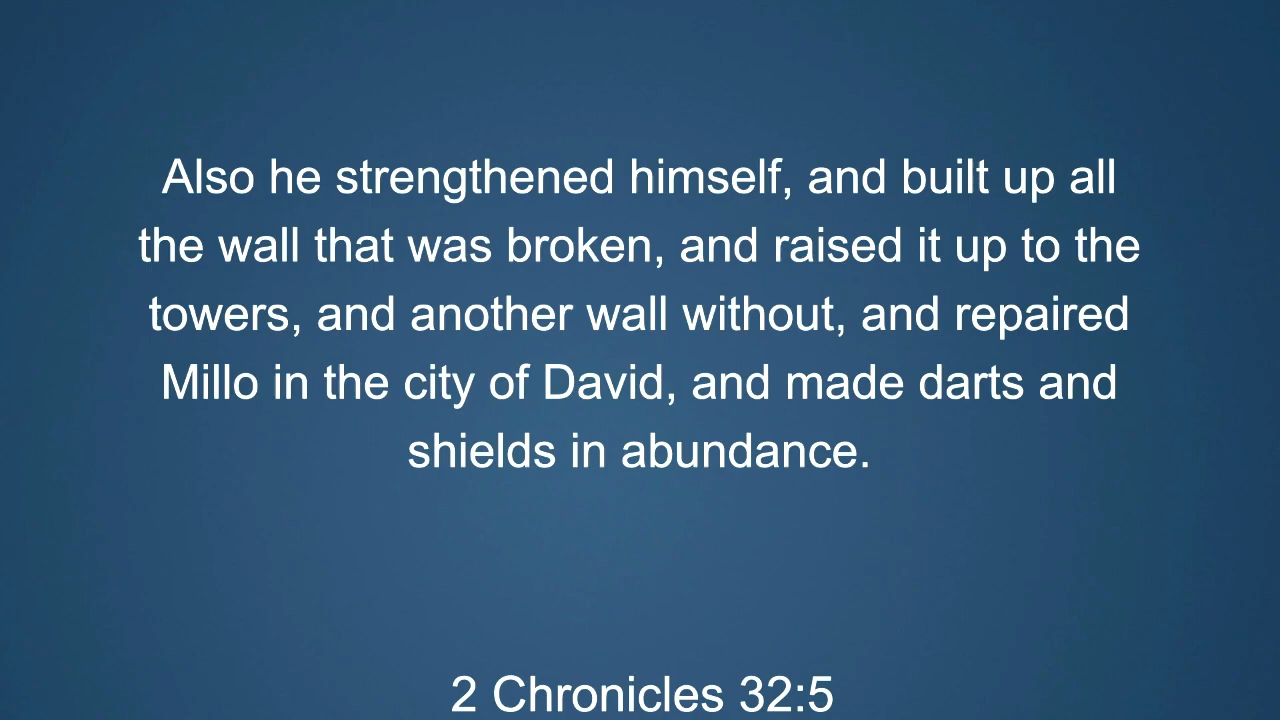 Also he strengthened himself, and built up all
the wall that was broken, and raised it up to the
towers, and another wall without, and repaired
Millo in the city of David, and made darts and
shields in abundance.
2 Chronicles 32:5